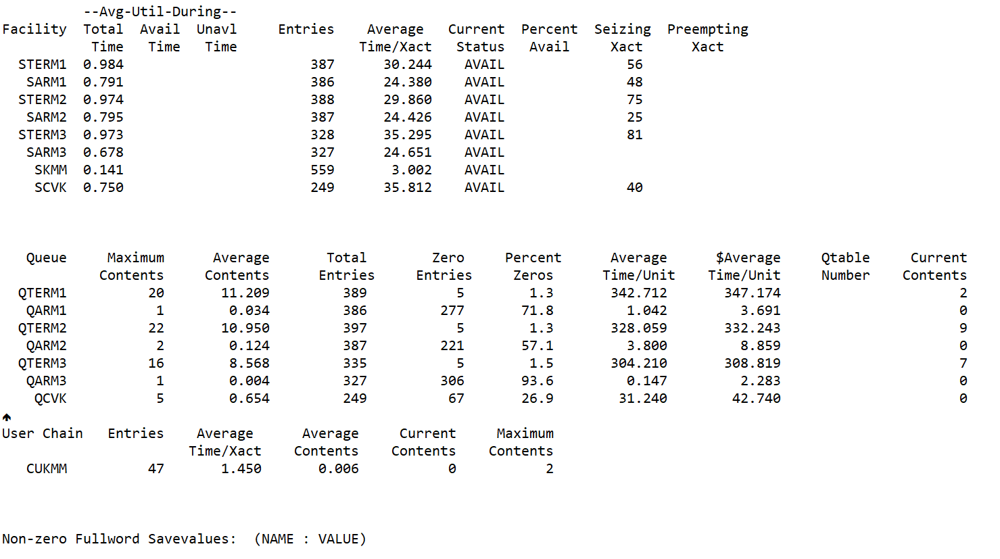 --Avg-Util-During--
Facility Total Avail Unavl Entries Average Current Percent Seizing Preempting
Time Time Time Time/Xact Status Avail Xact Xact
STERM1 0.984 387 30.244 AVAIL 56
SARM1 0.791 386 24.380 AVAIL 48
STERM2 0.974 388 29.860 AVAIL 75
SARM2 0.795 387 24.426 AVAIL 25
STERM3 0.973 328 35.295 AVAIL 81
SARM3 0.678 327 24.651 AVAIL
SKMM 0.141 559 3.002 AVAIL
SCVK 0.750 249 35.812 AVAIL 40
Queue Maximum Average Total Zero Percent Average $Average Qtable Current
Contents Contents Entries Entries Zeros Time/Unit Time/Unit Number Contents
QTERM1 20 11.209 389 5 1.3 342.712 347.174 2
QARM1 1 0.034 386 277 71.8 1.042 3.691 0
QTERM2 22 10.950 397 5 1.3 328.059 332.243 9
QARM2 2 0.124 387 221 57.1 3.800 8.859 0
QTERM3 16 8.568 335 5 1.5 304.210 308.819 7
QARM3 1 0.004 327 306 93.6 0.147 2.283 0
QCVK 5 0.654 249 67 26.9 31.240 42.740 0
User Chain Entries Average Average Current Maximum
Time/Xact Contents Contents Contents
CUKMM 47 1.450 0.006 0 2
Non-zero Fullword Savevalues: (NAME : VALUE)